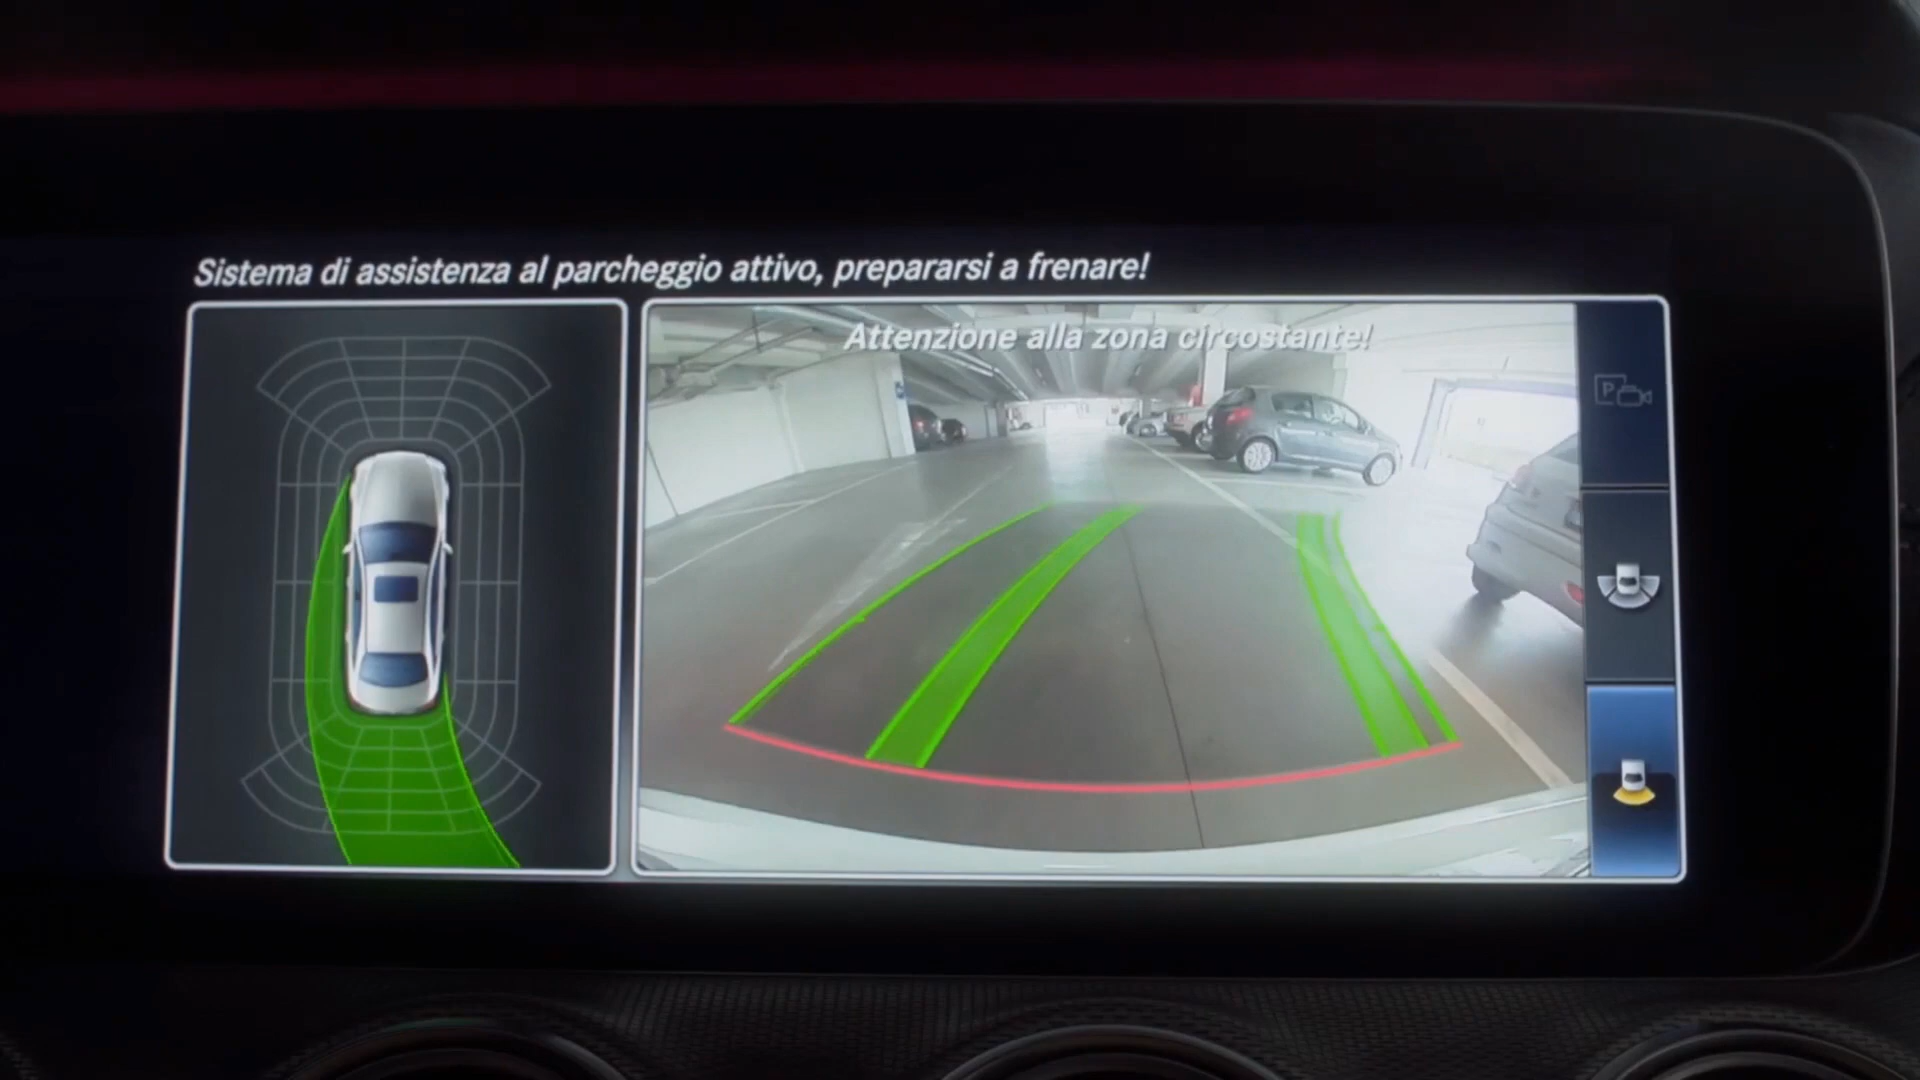 Sistema di assistenza al parcheggio attivo, prepararsi a frenare!
Attenzione alla zona circostante!
P